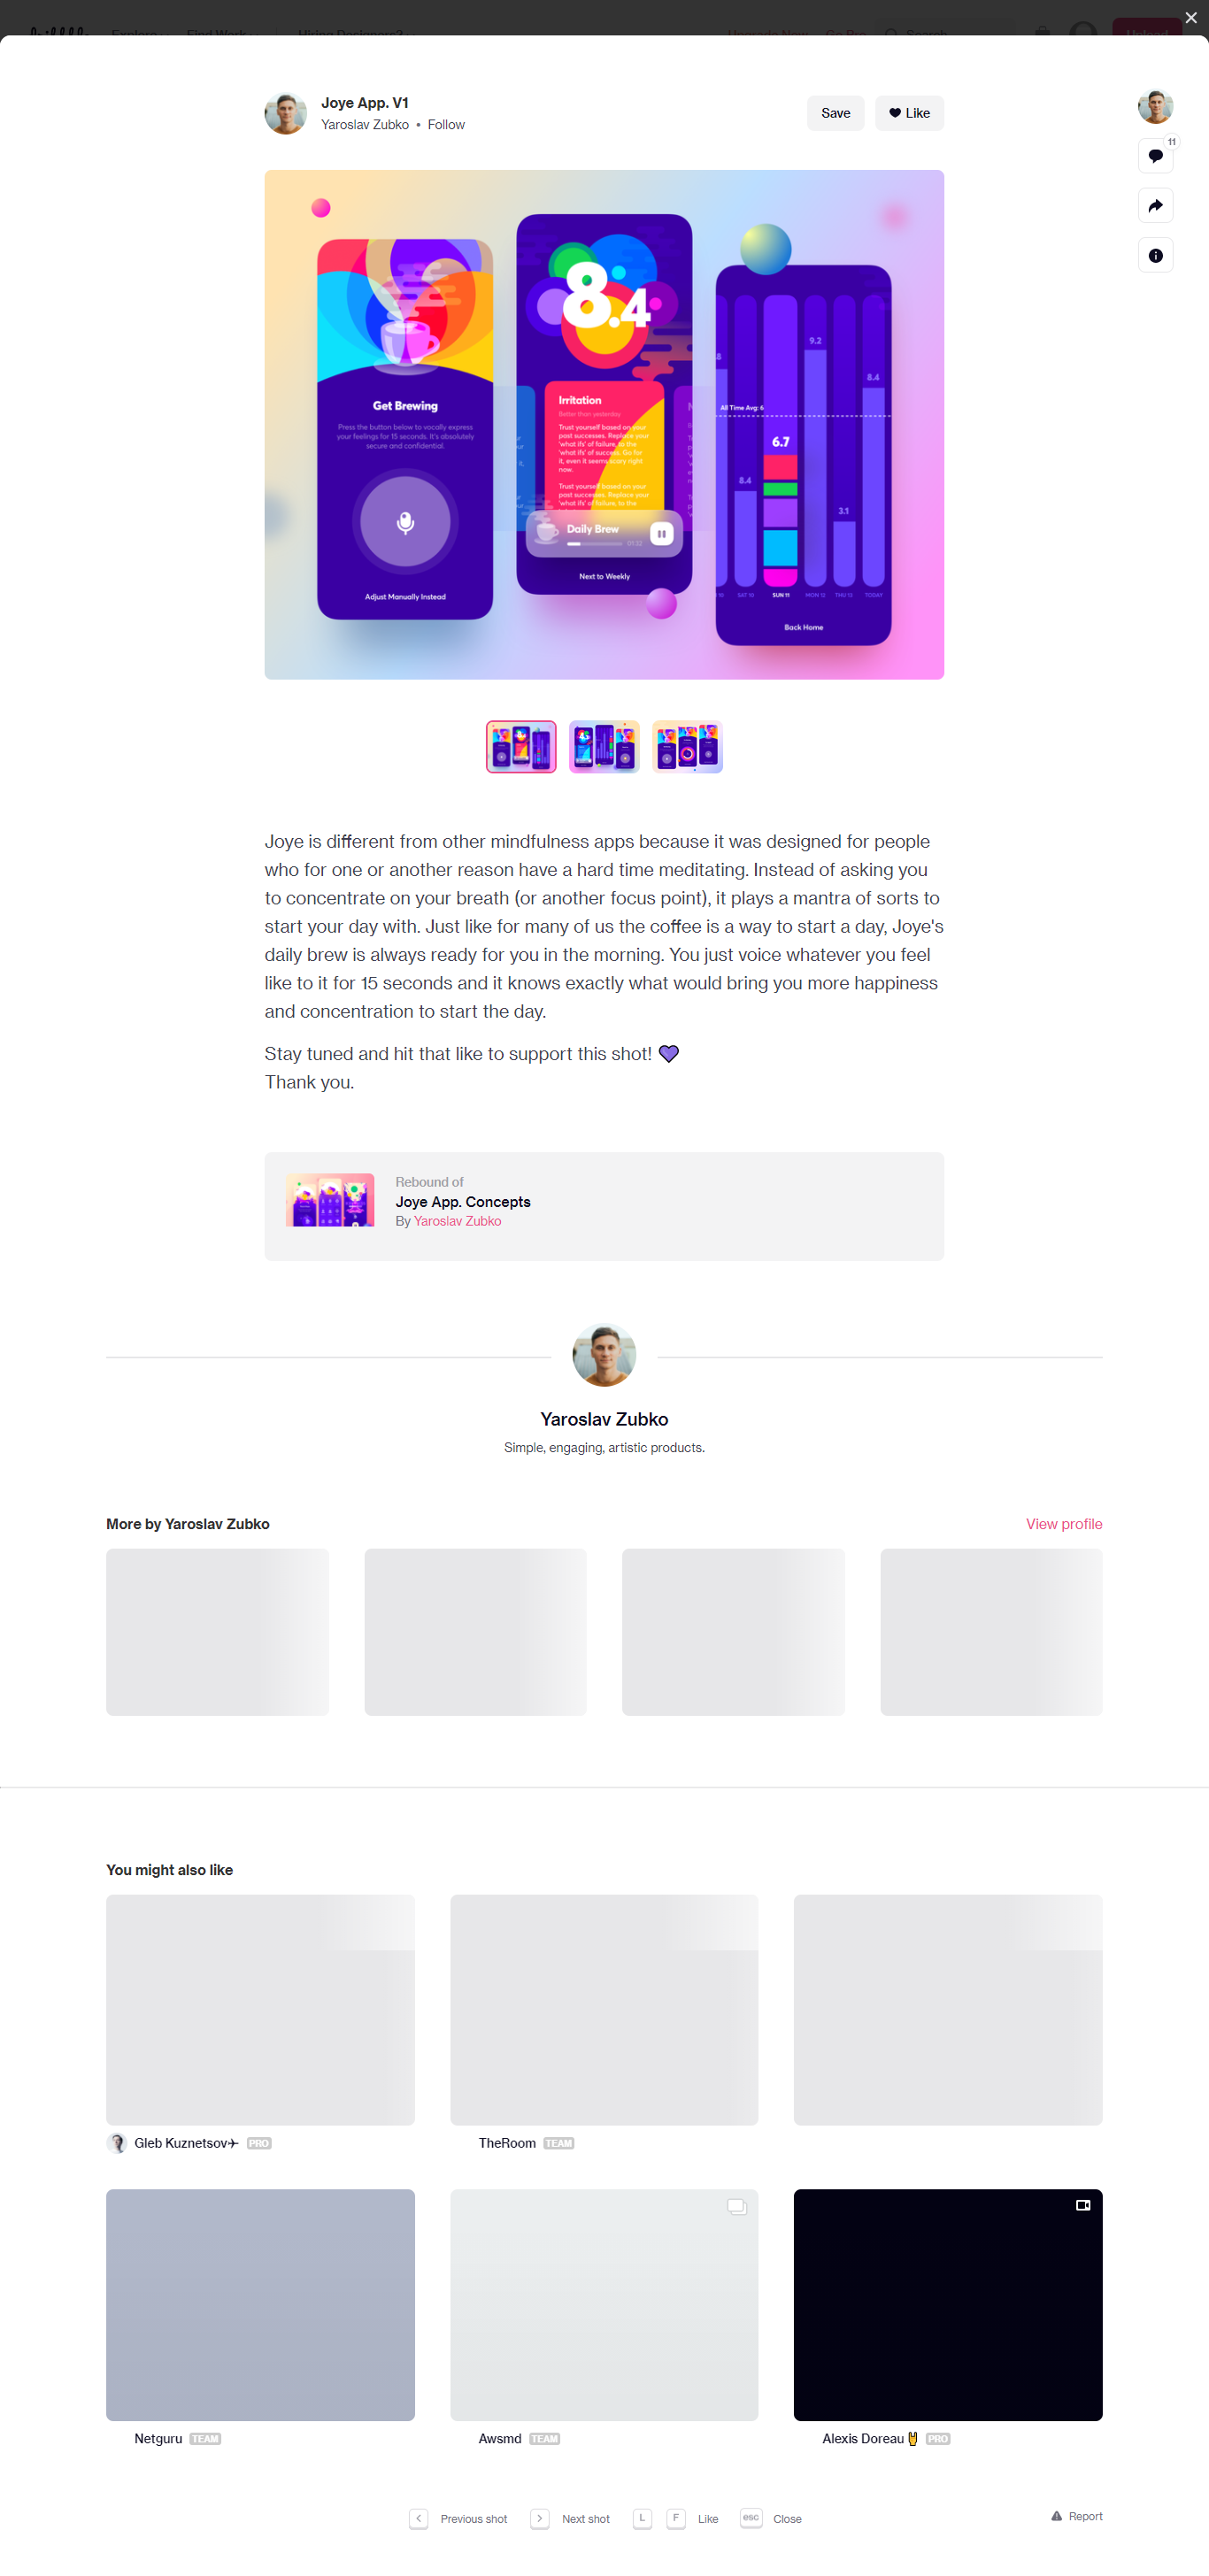 Joye App. V1
Yaroslav Zubko • Follow
Save
Like
11
8.4
Get Brewing
Press the button below to vocally express
your feelings for 15 seconds. It's absolutely
secure and confidential.
Adjust Manually Instead
Irritation
Better than yesterday
Trust yourself based on your
past successes. Replace your
'what ifs' of failure, to the
'what ifs' of success. Go for
it, even it seems scary right
now.
Trust yourself based on your
past successes. Replace your
'what ifs' of failure, to the
Daily Brew
01:32
Next to Weekly
9.2
8.4
All Time Avg: 6
6.7
8.4
3.1
SAT 10
SUN 11
MON 12
THU 13
TODAY
Back Home
Joye is different from other mindfulness apps because it was designed for people
who for one or another reason have a hard time meditating. Instead of asking you
to concentrate on your breath (or another focus point), it plays a mantra of sorts to
start your day with. Just like for many of us the coffee is a way to start a day, Joye's
daily brew is always ready for you in the morning. You just voice whatever you feel
like to it for 15 seconds and it knows exactly what would bring you more happiness
and concentration to start the day.
Stay tuned and hit that like to support this shot! 💜
Thank you.
Rebound of
Joye App. Concepts
By Yaroslav Zubko
Yaroslav Zubko
Simple, engaging, artistic products.
More by Yaroslav Zubko
View profile
You might also like
Gleb Kuznetsov✈ PRO
TheRoom TEAM
Netguru TEAM
Awsmd TEAM
Alexis Doreau🤘 PRO
< Previous shot
> Next shot
L F Like
esc Close
Report